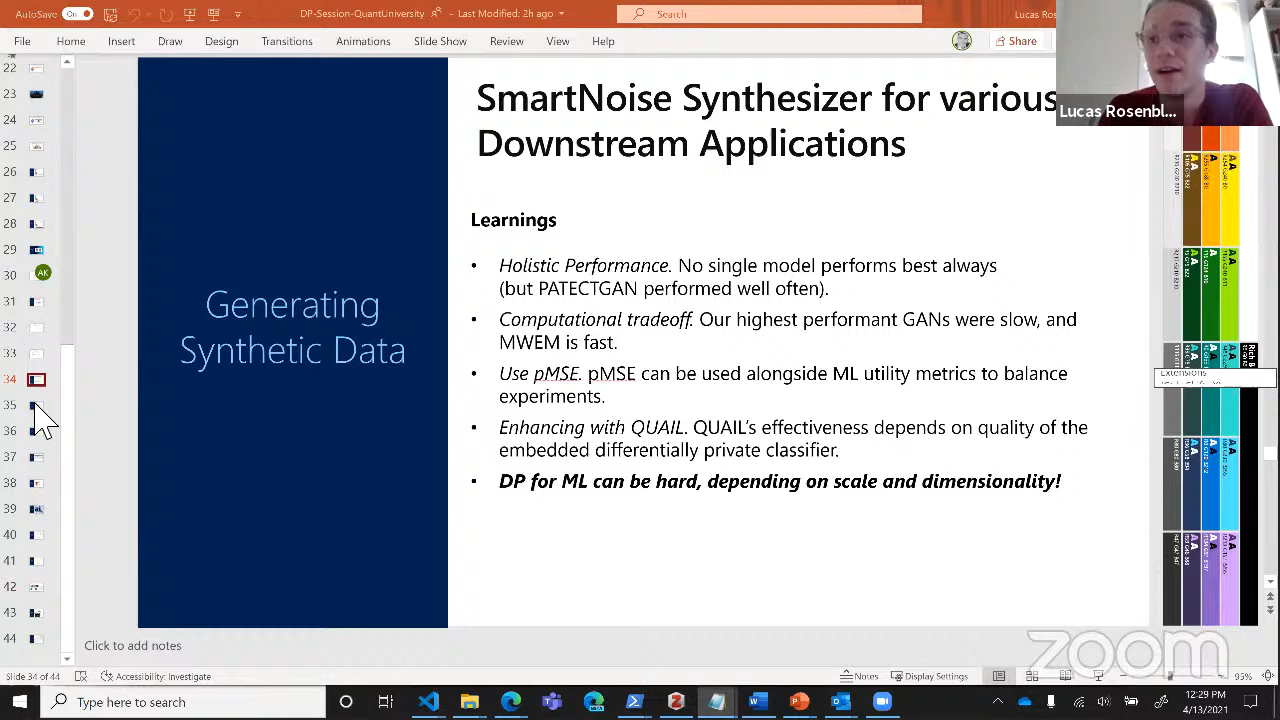 AutoSave
On
DP-Session-QuantUniversity
- Last Modified: 2h ago
Search
Lucas Ros
File Home Insert Draw Design Transitions Animations Slide Show Review View Help
Share
Lucas Rosenbl...
22
23
24
25
26
27
28
29
30
AK
33
34
37
38
39
40
41
42
43
44
Generating
Synthetic Data
SmartNoise Synthesizer for various
Downstream Applications
Learnings
• Holistic Performance. No single model performs best always
(but PATECTGAN performed well often).
• Computational tradeoff. Our highest performant GANs were slow, and
MWEM is fast.
• Use pMSE. pMSE can be used alongside ML utility metrics to balance
experiments.
• Enhancing with QUAIL. QUAIL's effectiveness depends on quality of the
embedded differentially private classifier.
• DP for ML can be hard, depending on scale and dimensionality!
Extensions
Click to add notes
zoom
Slide 34 of 44
Accessibility: Investigate
Notes
Display Settings
95%
Type here to search
12:29 PM
4/13/2021